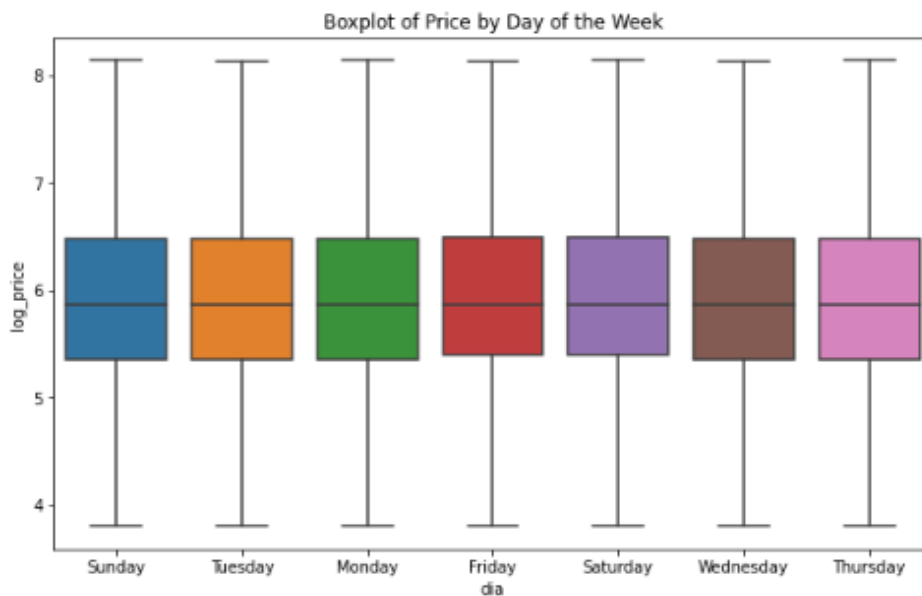 Boxplot of Price by Day of the Week
8
7
6
5
4
log_price
Sunday Tuesday Monday Friday Saturday Wednesday Thursday
dia